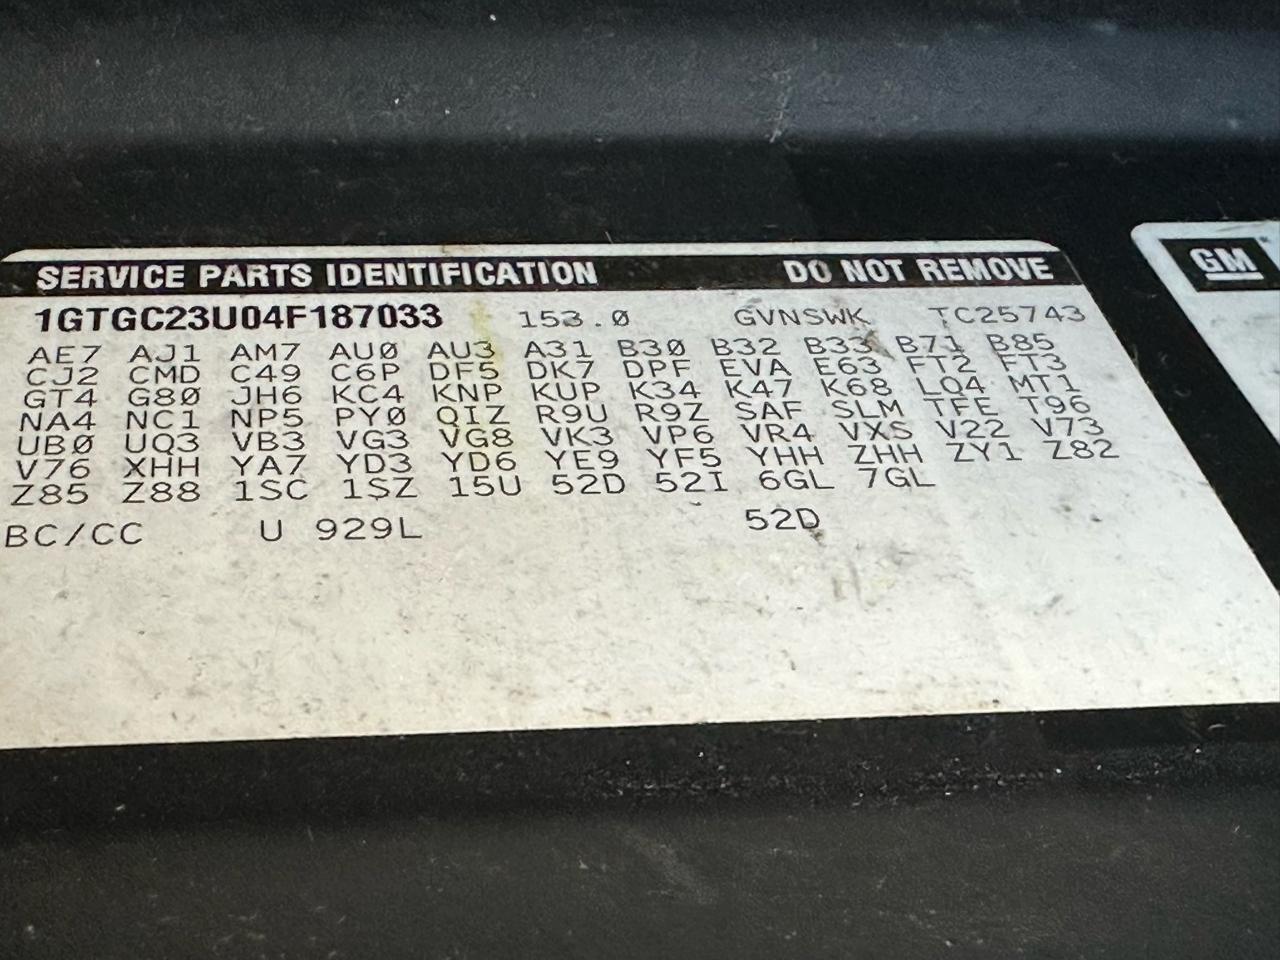 SERVICE PARTS IDENTIFICATION DO NOT REMOVE
1GTGC23U04F187033 153.0 GVNSWK TC25743
AE7 AJ1 AM7 AU0 AU3 A31 B30 B32 B33 B71 B85
CJ2 CMD C49 C6P DF5 DK7 DPF EVA E63 FT2 FT3
GT4 G80 JH6 KC4 KNP KUP K34 K47 K68 LQ4 MT1
NA4 NC1 NP5 PY0 QIZ R9U R9Z SAF SLM TFE T96
UB0 UQ3 VB3 VG3 VG8 VK3 VP6 VR4 VXS V22 V73
V76 XHH YA7 YD3 YD6 YE9 YF5 YHH ZHH ZY1 Z82
Z85 Z88 1SC 1SZ 15U 52D 52I 6GL 7GL
BC/CC U 929L 52D
GM